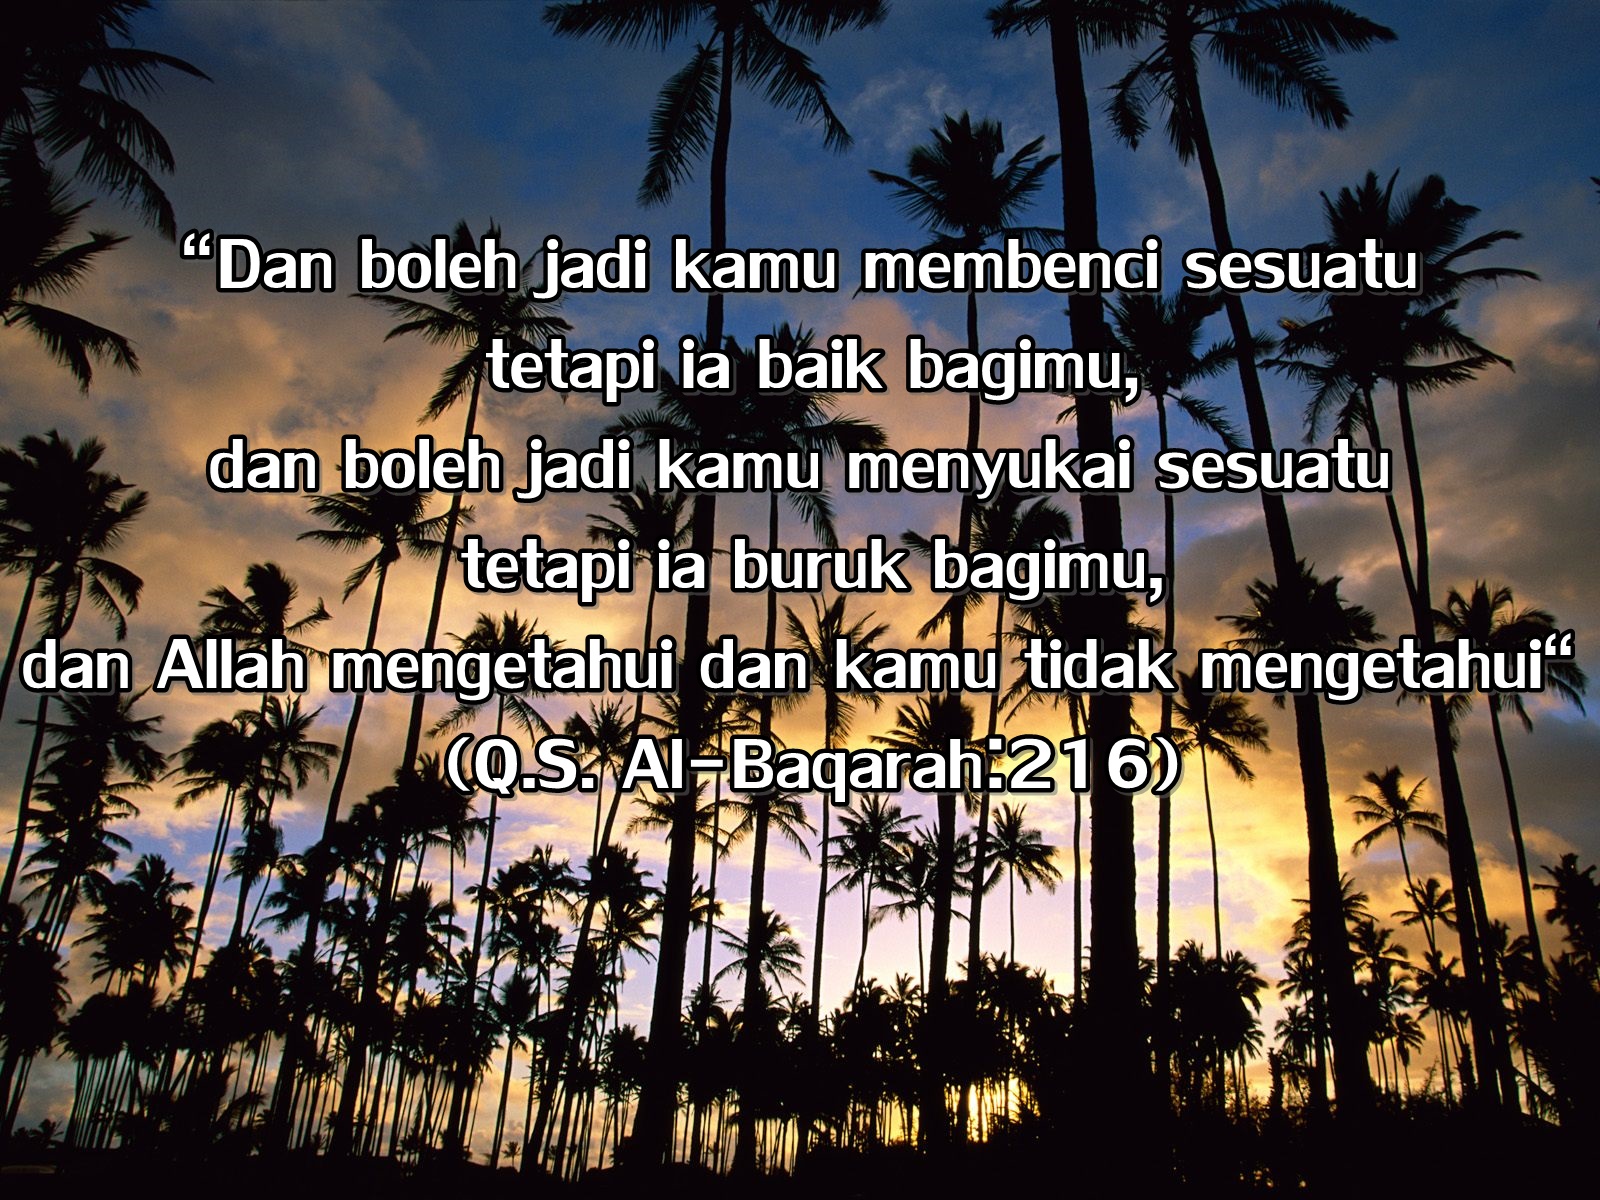 “Dan boleh jadi kamu membenci sesuatu
tetapi ia baik bagimu,
dan boleh jadi kamu menyukai sesuatu
tetapi ia buruk bagimu,
dan Allah mengetahui dan kamu tidak mengetahui“
(Q.S. Al-Baqarah:216)